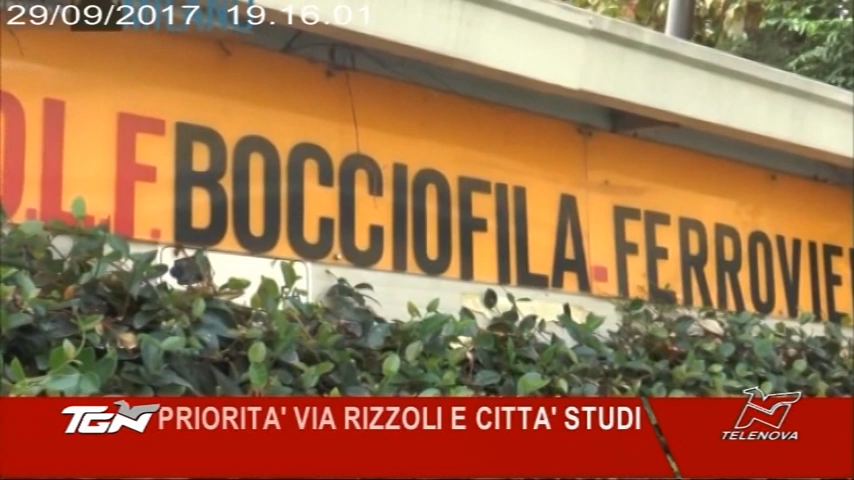 29/09/2017 19.16.01
O.L.F. BOCCIOFILA - FERROVIE
TGN PRIORITA' VIA RIZZOLI E CITTA' STUDI
TELENOVA